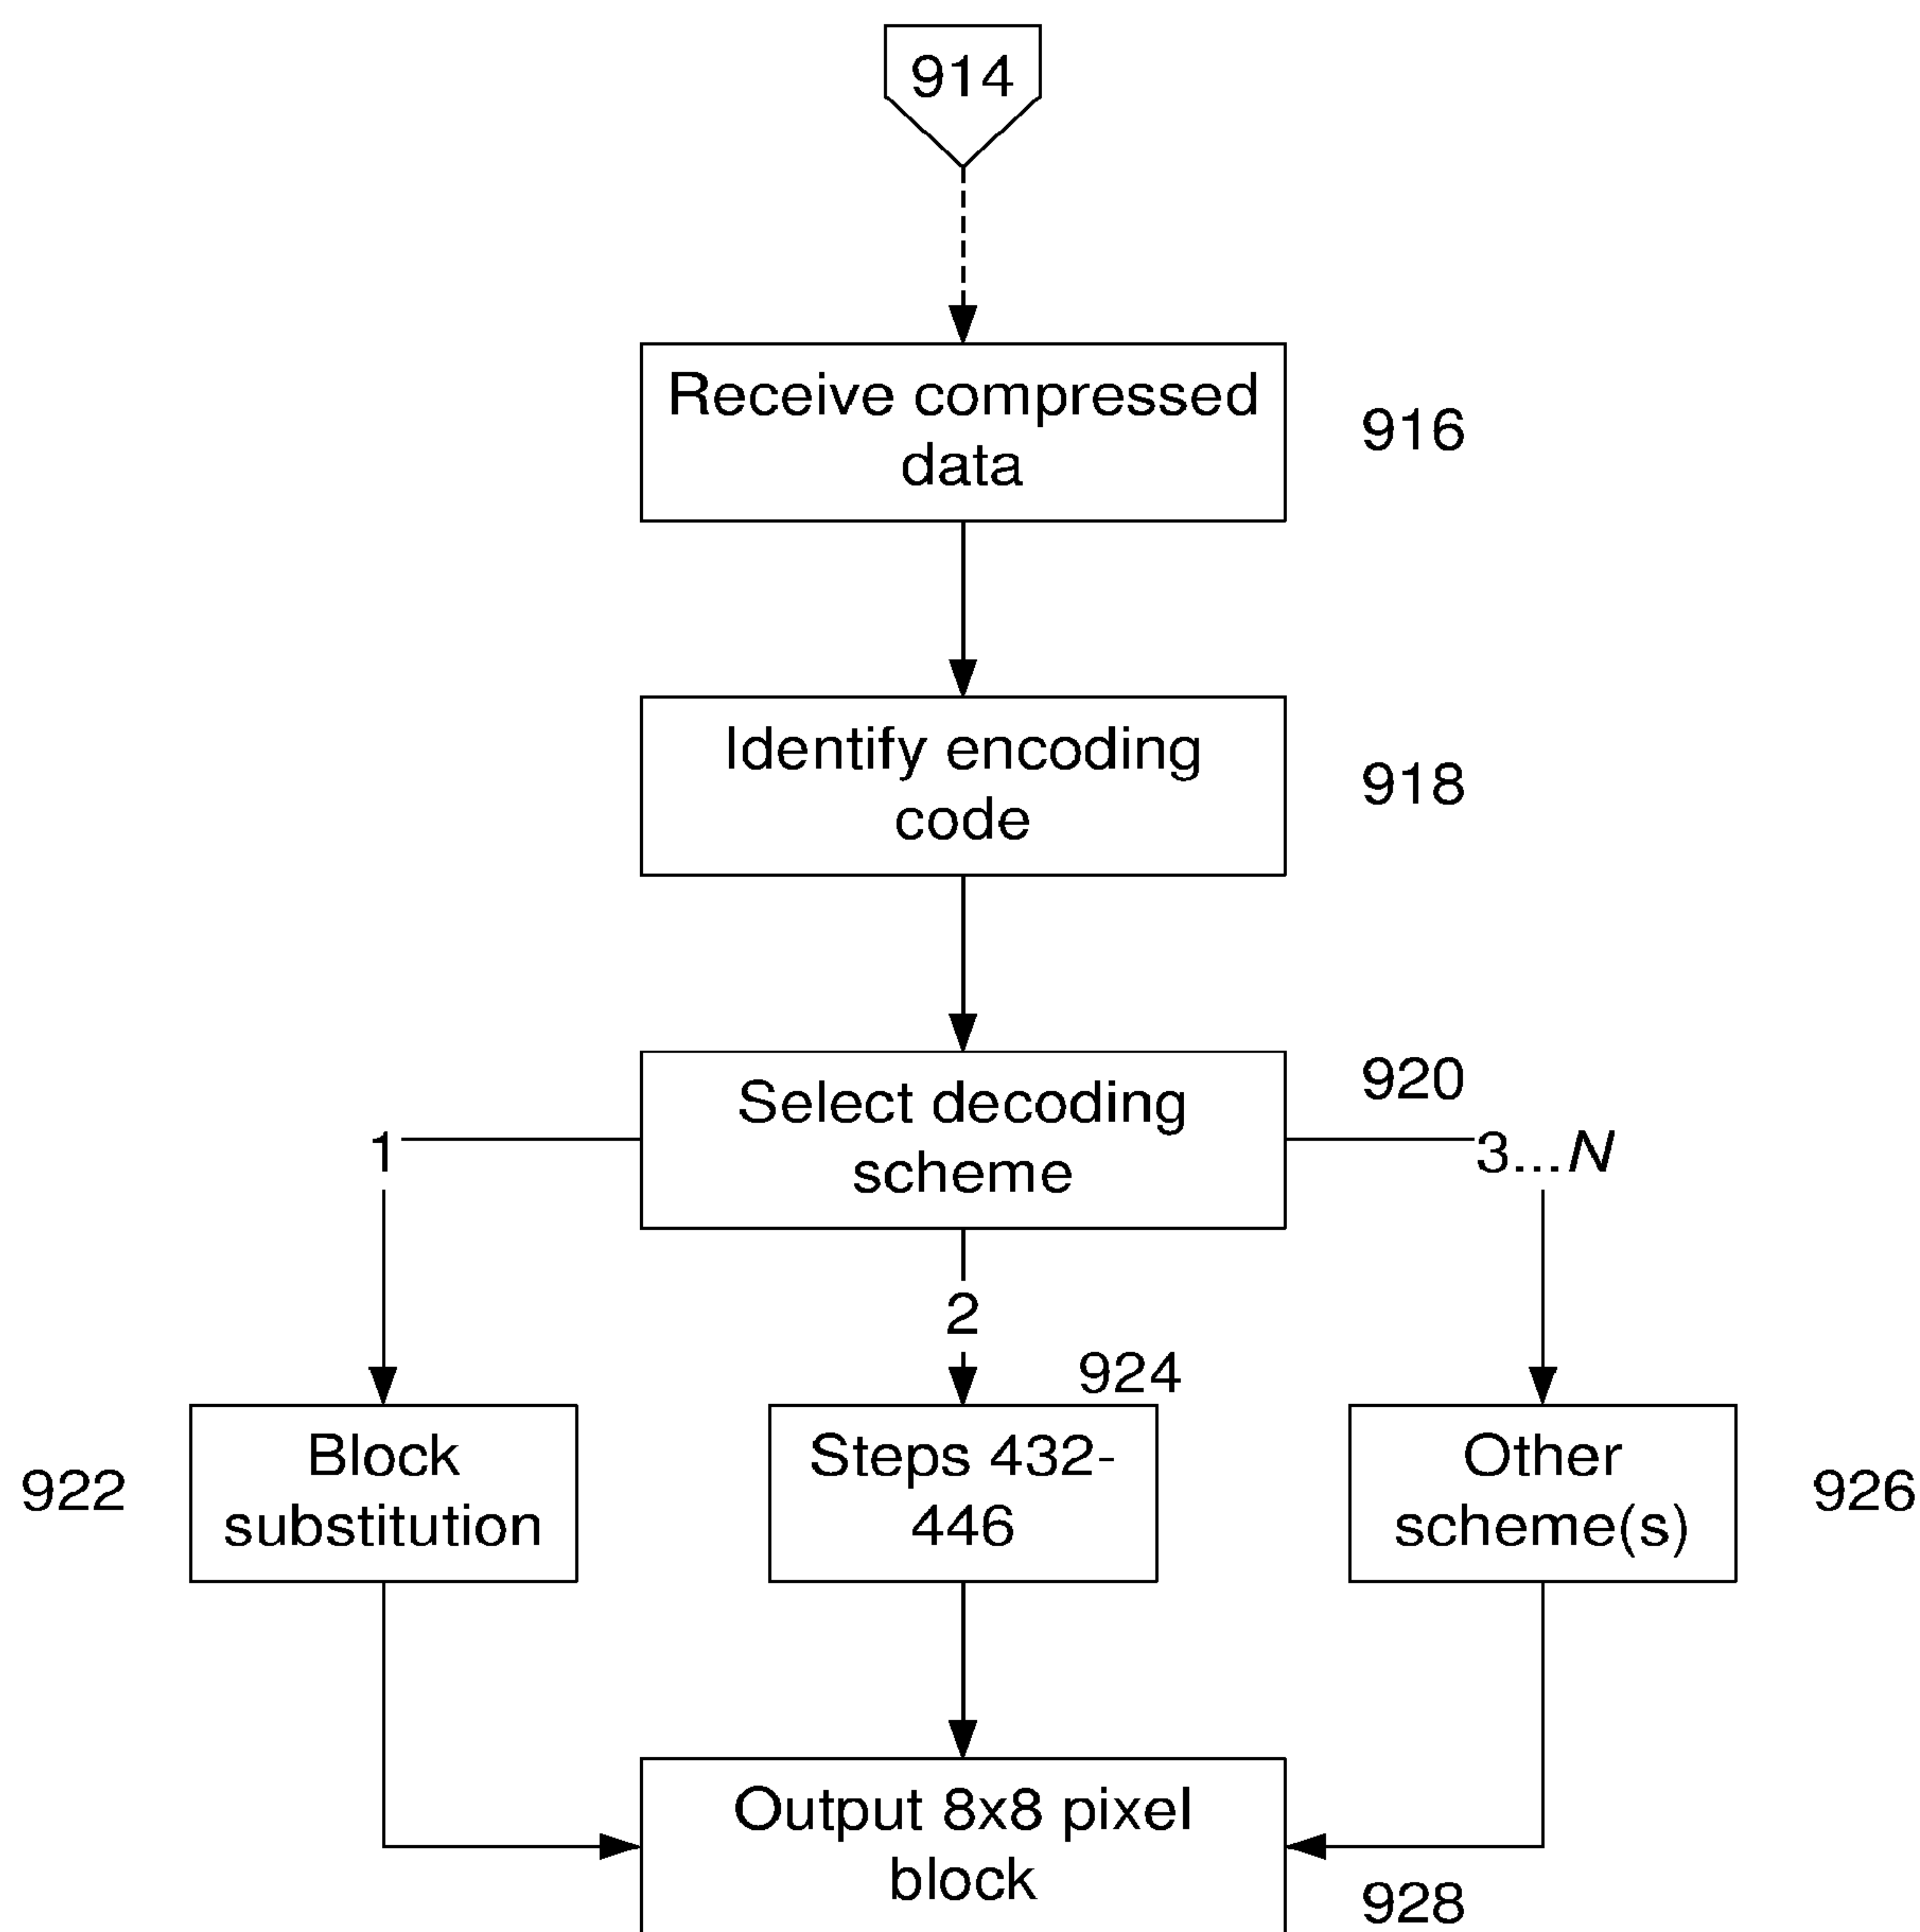 914
Receive compressed
data
916
Identify encoding
code
918
Select decoding
scheme
920
1
3...N
2
924
Block
substitution
922
Steps 432-
446
Other
scheme(s)
926
Output 8x8 pixel
block
928